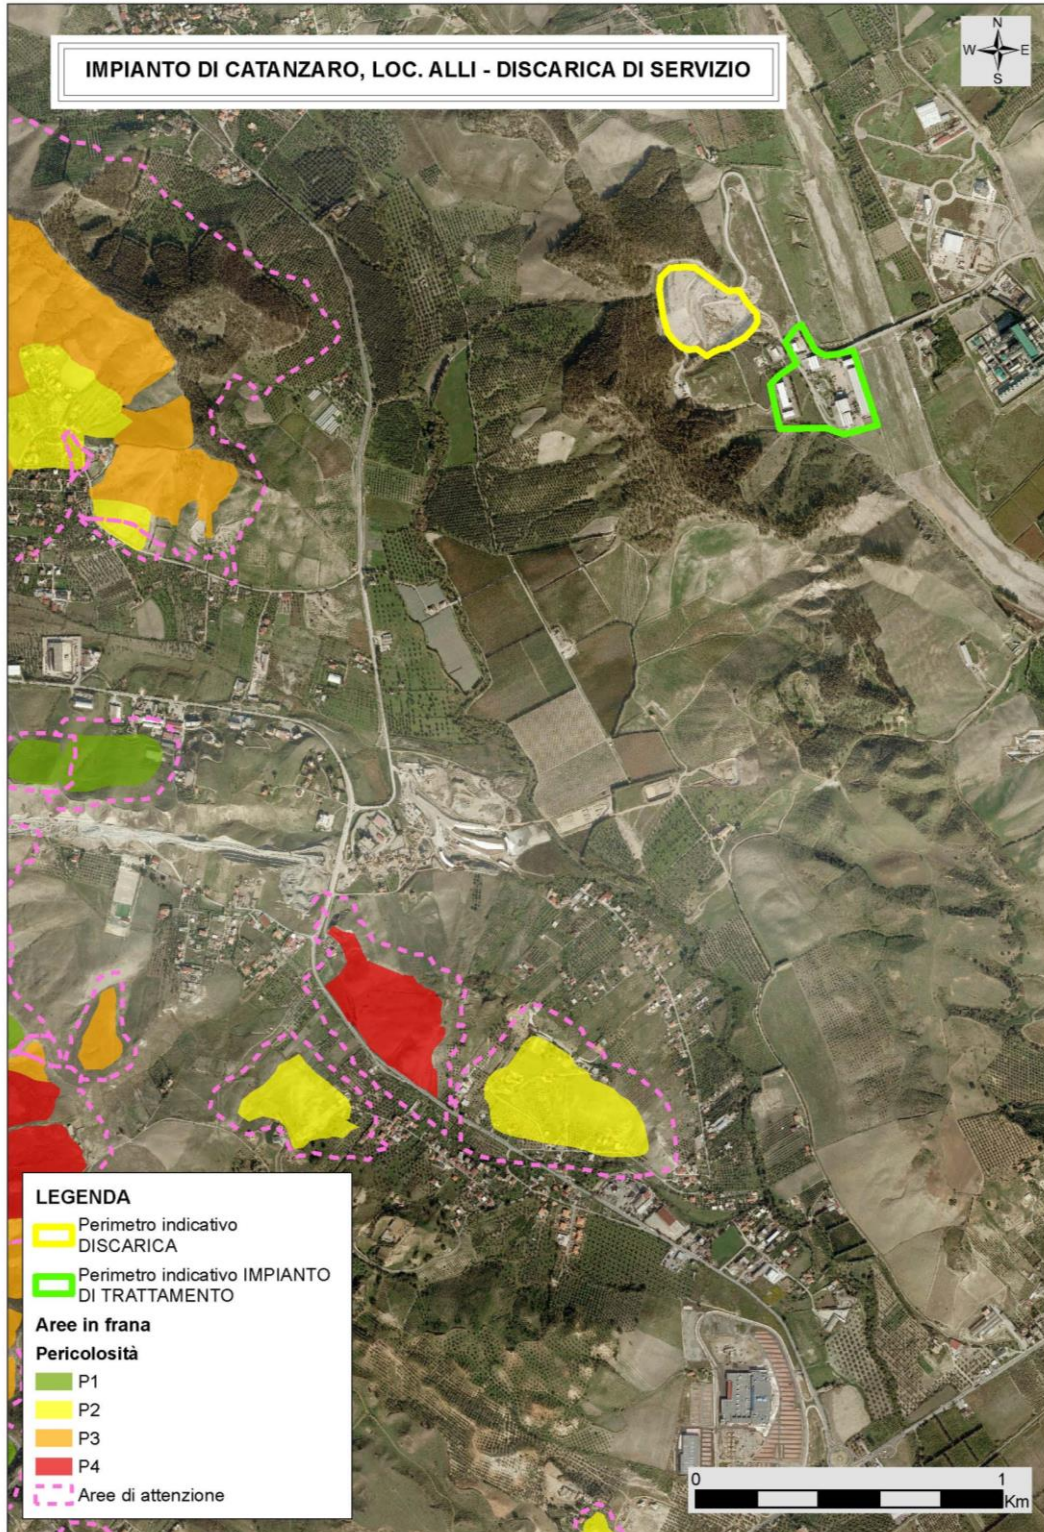 IMPIANTO DI CATANZARO, LOC. ALLI - DISCARICA DI SERVIZIO
N
W E
S
LEGENDA
Perimetro indicativo
DISCARICA
Perimetro indicativo IMPIANTO
DI TRATTAMENTO
Aree in frana
Pericolosità
P1
P2
P3
P4
Aree di attenzione
0 1
Km